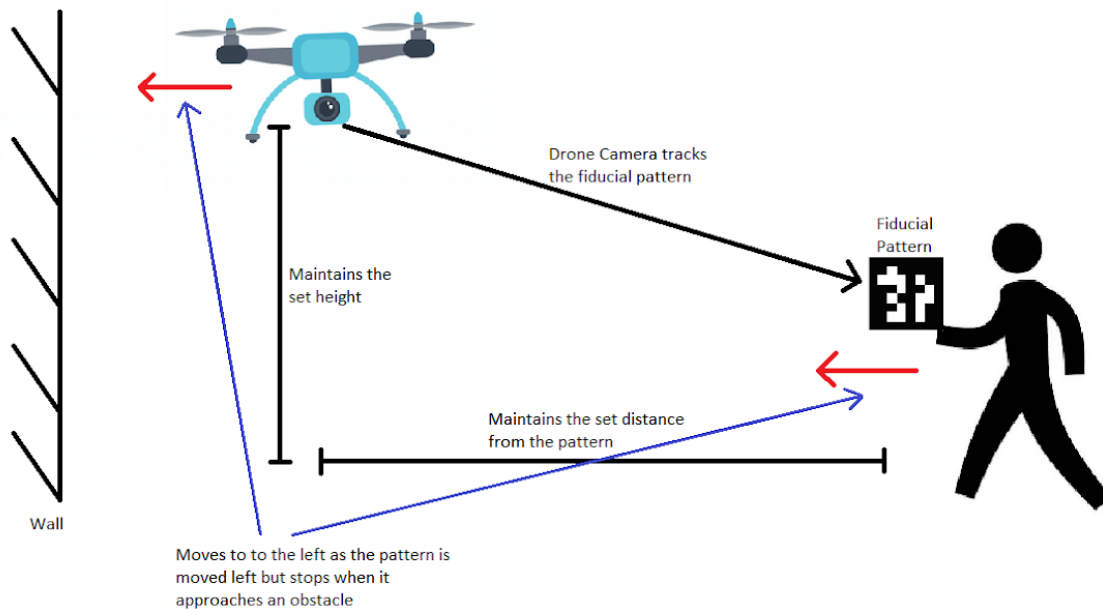 Drone Camera tracks
the fiducial pattern
Fiducial
Pattern
Maintains the
set height
Maintains the set distance
from the pattern
Wall
Moves to to the left as the pattern is
moved left but stops when it
approaches an obstacle